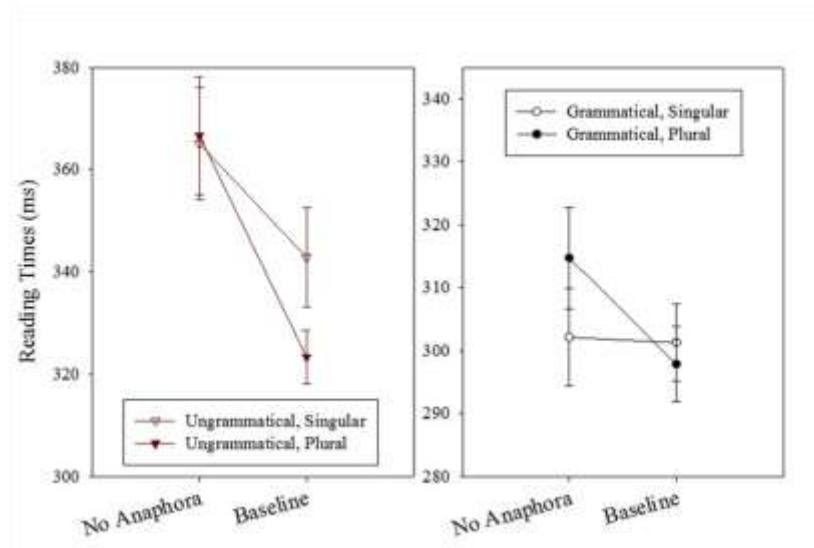 Reading Times (ms)
380
360
340
320
300
Ungrammatical, Singular
Ungrammatical, Plural
No Anaphora
Baseline
340
330
320
310
300
290
280
Grammatical, Singular
Grammatical, Plural
No Anaphora
Baseline